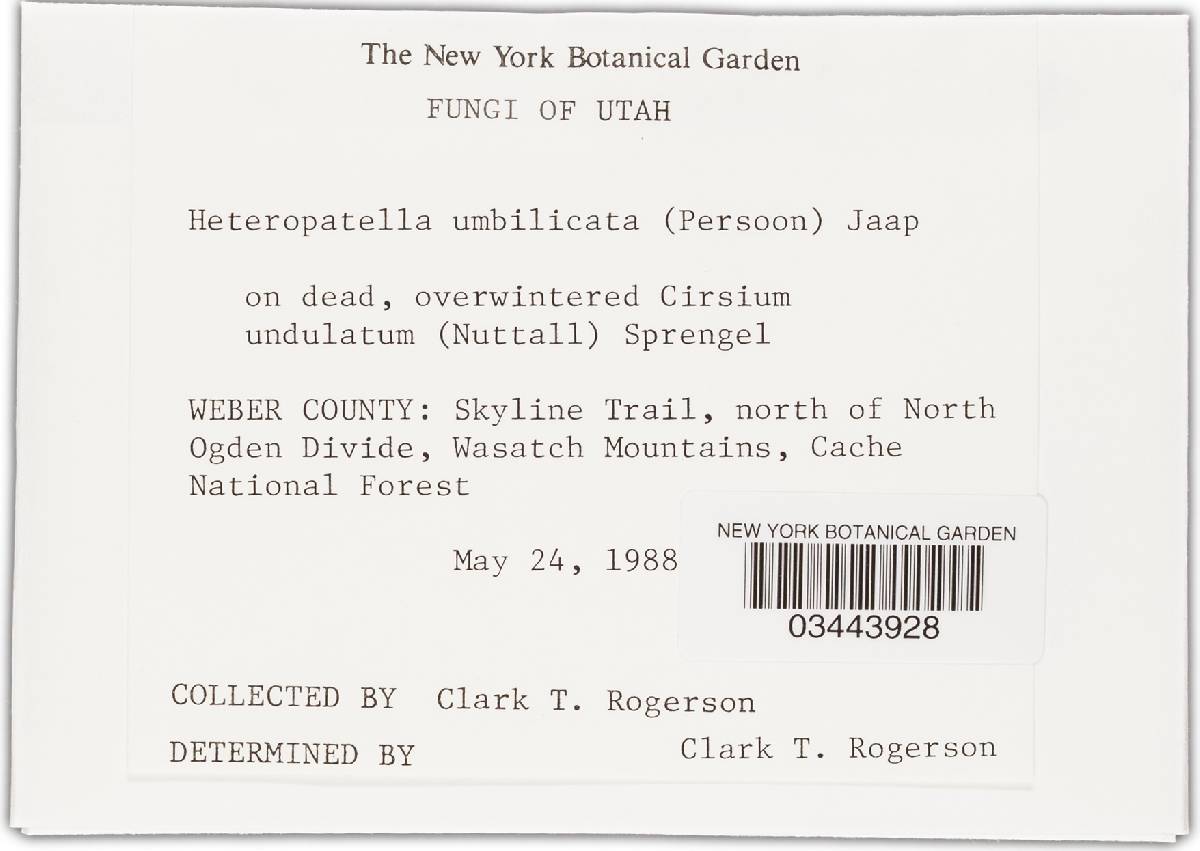 The New York Botanical Garden
FUNGI OF UTAH
Heteropatella umbilicata (Persoon) Jaap
on dead, overwintered Cirsium
undulatum (Nuttall) Sprengel
WEBER COUNTY: Skyline Trail, north of North
Ogden Divide, Wasatch Mountains, Cache
National Forest
May 24, 1988
NEW YORK BOTANICAL GARDEN
03443928
COLLECTED BY Clark T. Rogerson
DETERMINED BY Clark T. Rogerson